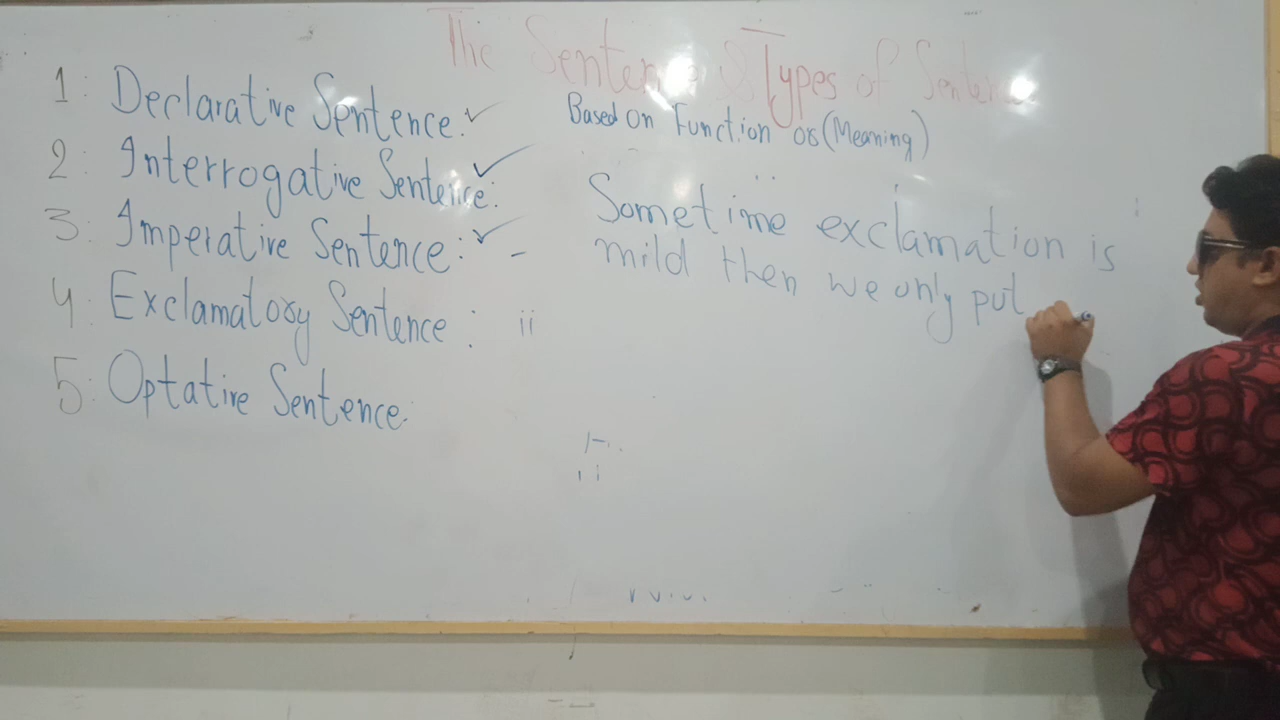 The Sentence & Types of Sentence
1: Declarative Sentence:
Based on Function or (Meaning)
2: Interrogative Sentence:
3: Imperative Sentence: -
4: Exclamatory Sentence: ii
5: Optative Sentence:
Sometime exclamation is
mild then we only put